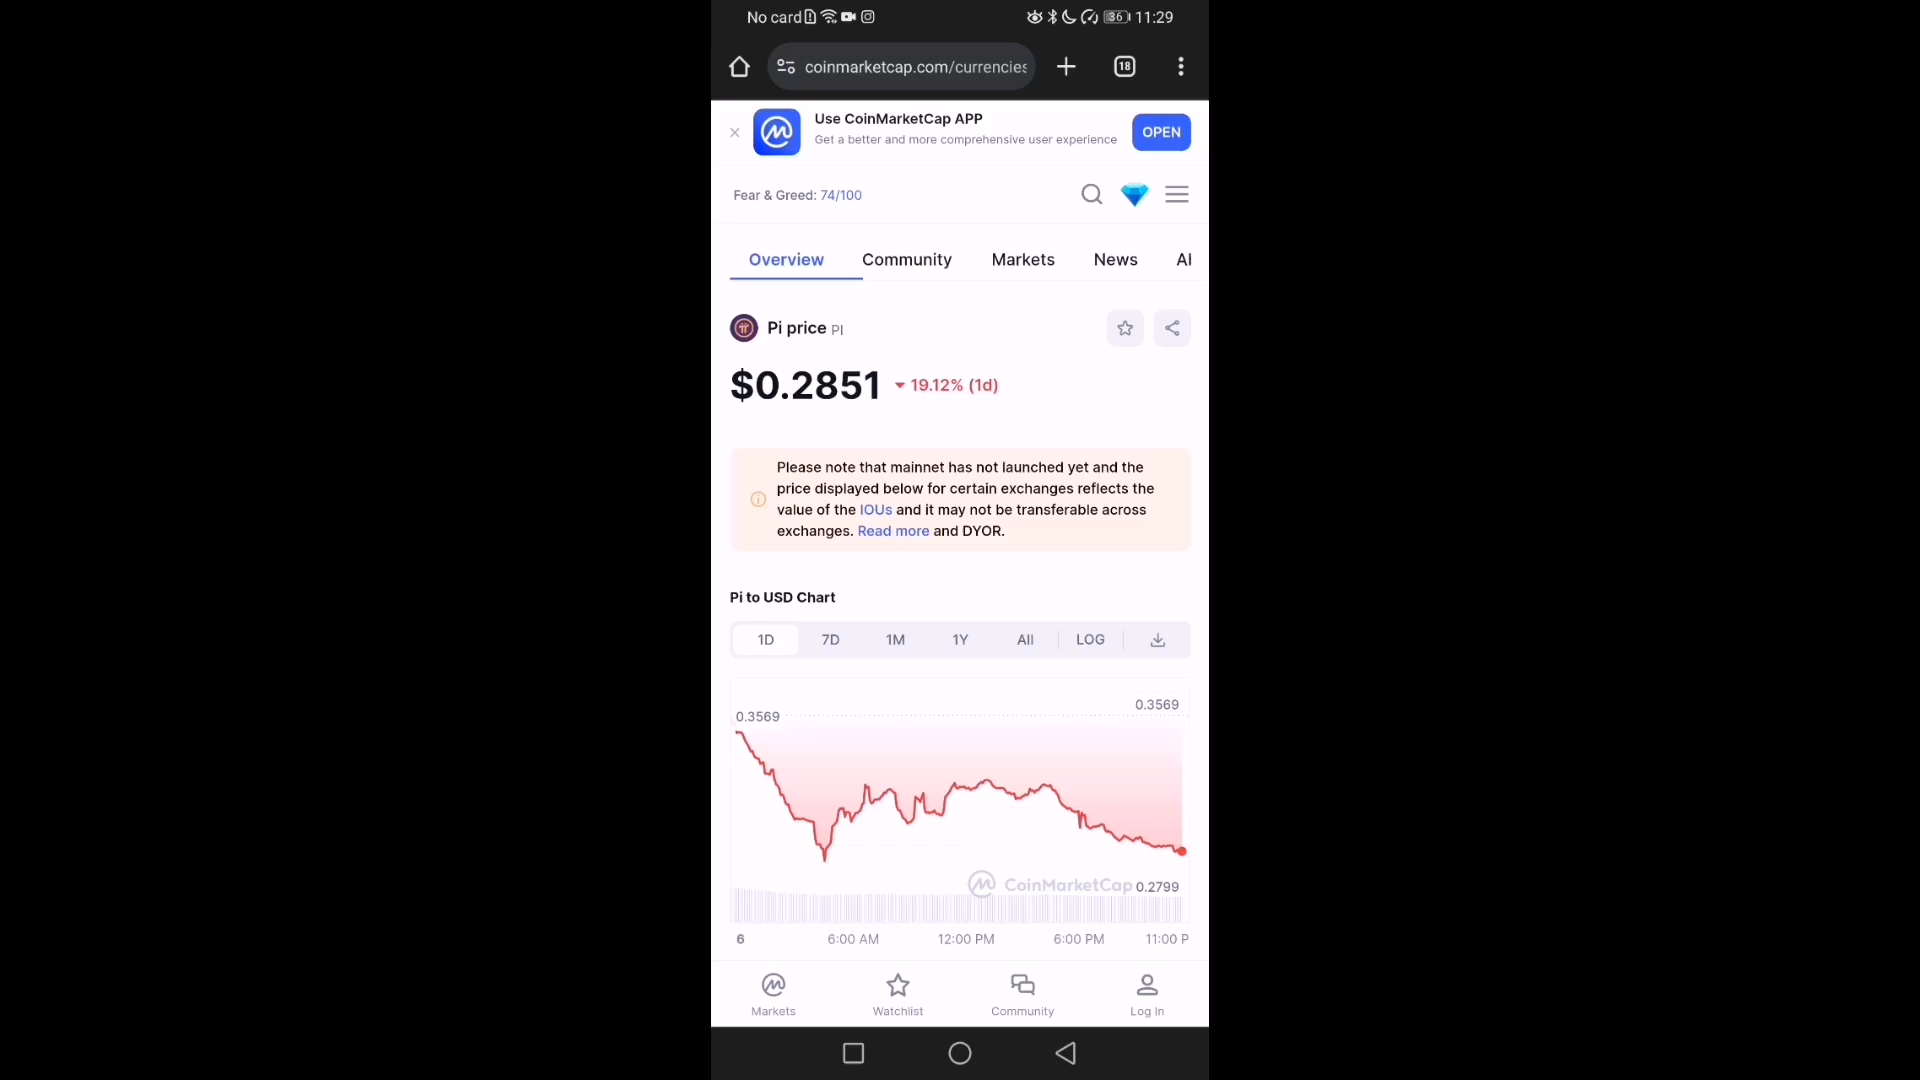 No card 36 11:29
coinmarketcap.com/currencies 18
Use CoinMarketCap APP
Get a better and more comprehensive user experience
OPEN
Fear & Greed: 74/100
Overview Community Markets News
Pi price PI
$0.2851 19.12% (1d)
Please note that mainnet has not launched yet and the
price displayed below for certain exchanges reflects the
value of the IOUs and it may not be transferable across
exchanges. Read more and DYOR.
Pi to USD Chart
1D 7D 1M 1Y All LOG
0.3569
0.3569
CoinMarketCap 0.2799
6 6:00 AM 12:00 PM 6:00 PM 11:00 P
Markets Watchlist Community Log In